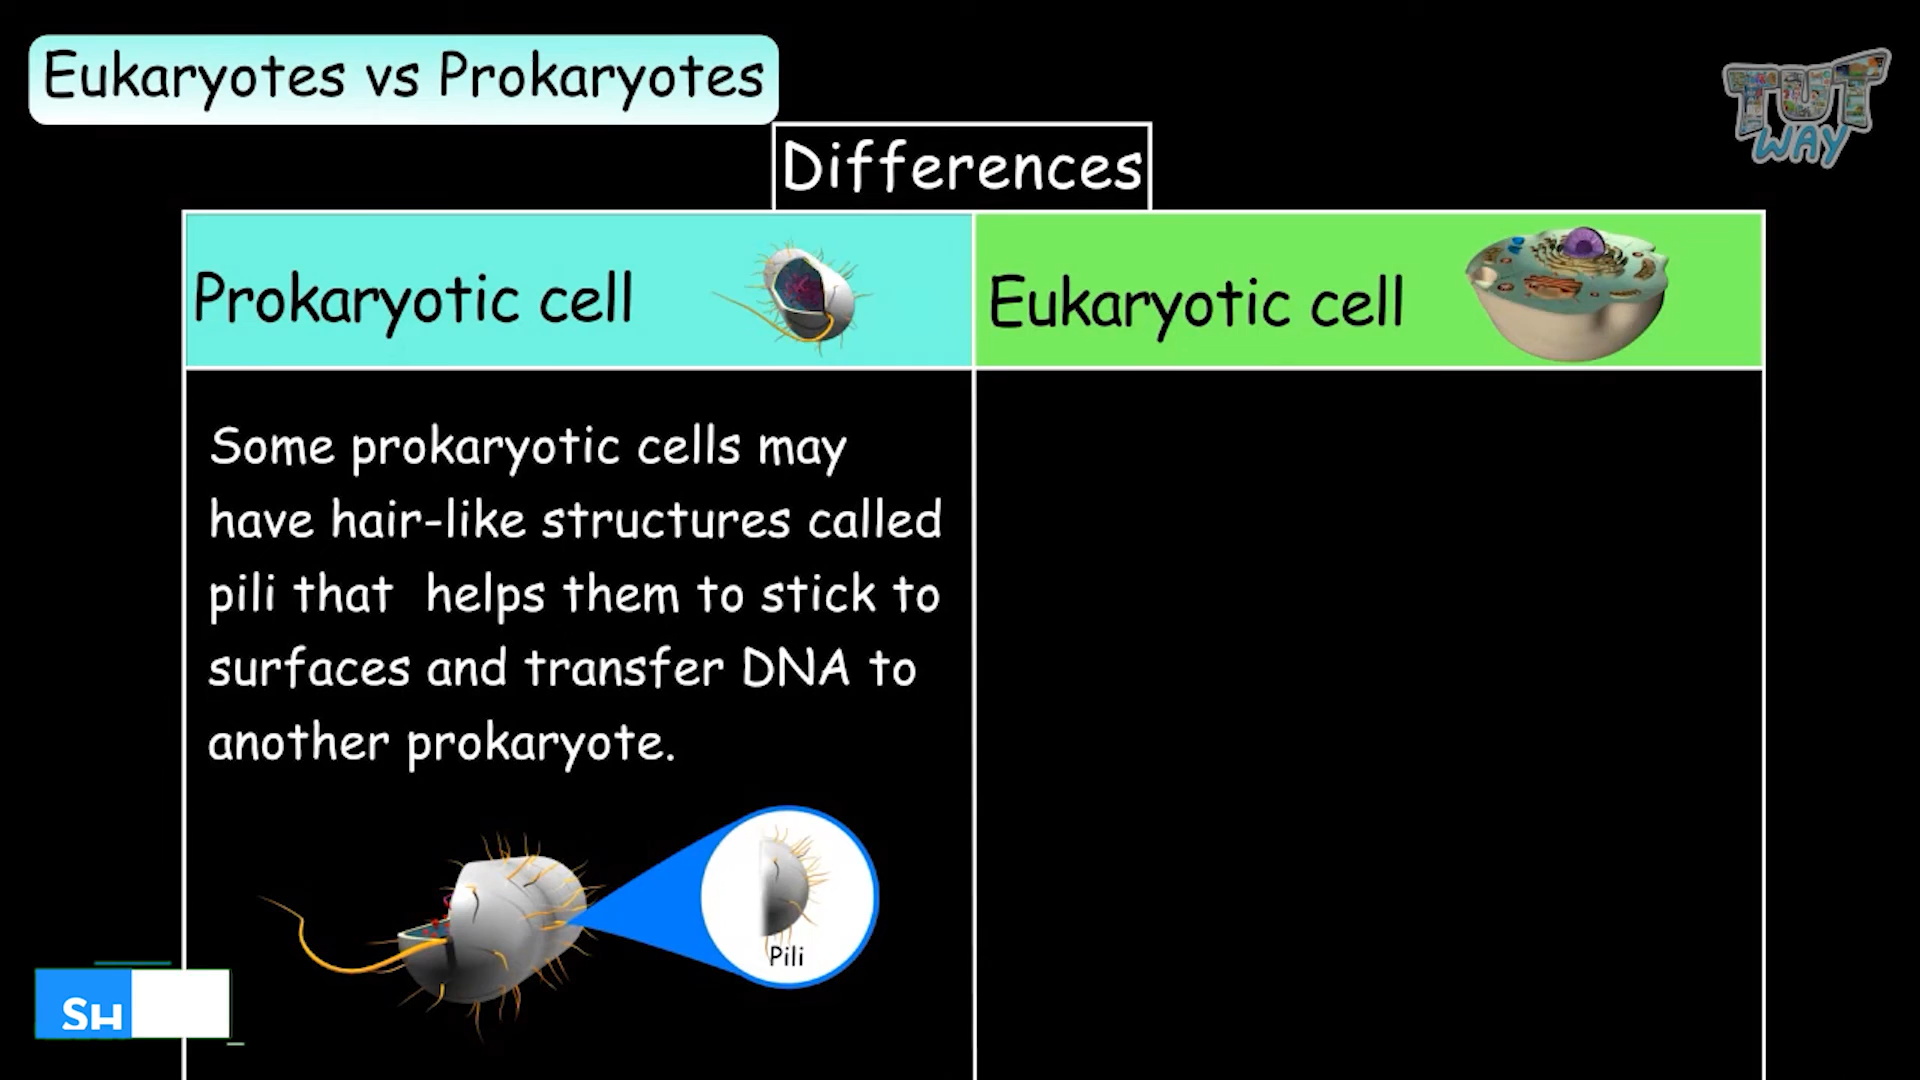 Eukaryotes vs Prokaryotes
TUT
WAY
Differences
Prokaryotic cell
Eukaryotic cell
Some prokaryotic cells may
have hair-like structures called
pili that helps them to stick to
surfaces and transfer DNA to
another prokaryote.
Pili
SH